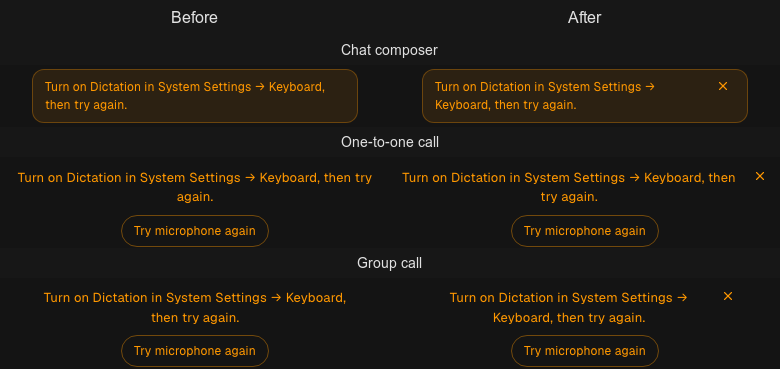 Before
After
Chat composer
Turn on Dictation in System Settings → Keyboard,
then try again.
Turn on Dictation in System Settings →
Keyboard, then try again.
×
One-to-one call
Turn on Dictation in System Settings → Keyboard, then try
again.
Try microphone again
Turn on Dictation in System Settings → Keyboard, then
try again.
×
Try microphone again
Group call
Turn on Dictation in System Settings → Keyboard,
then try again.
Try microphone again
Turn on Dictation in System Settings →
Keyboard, then try again.
×
Try microphone again